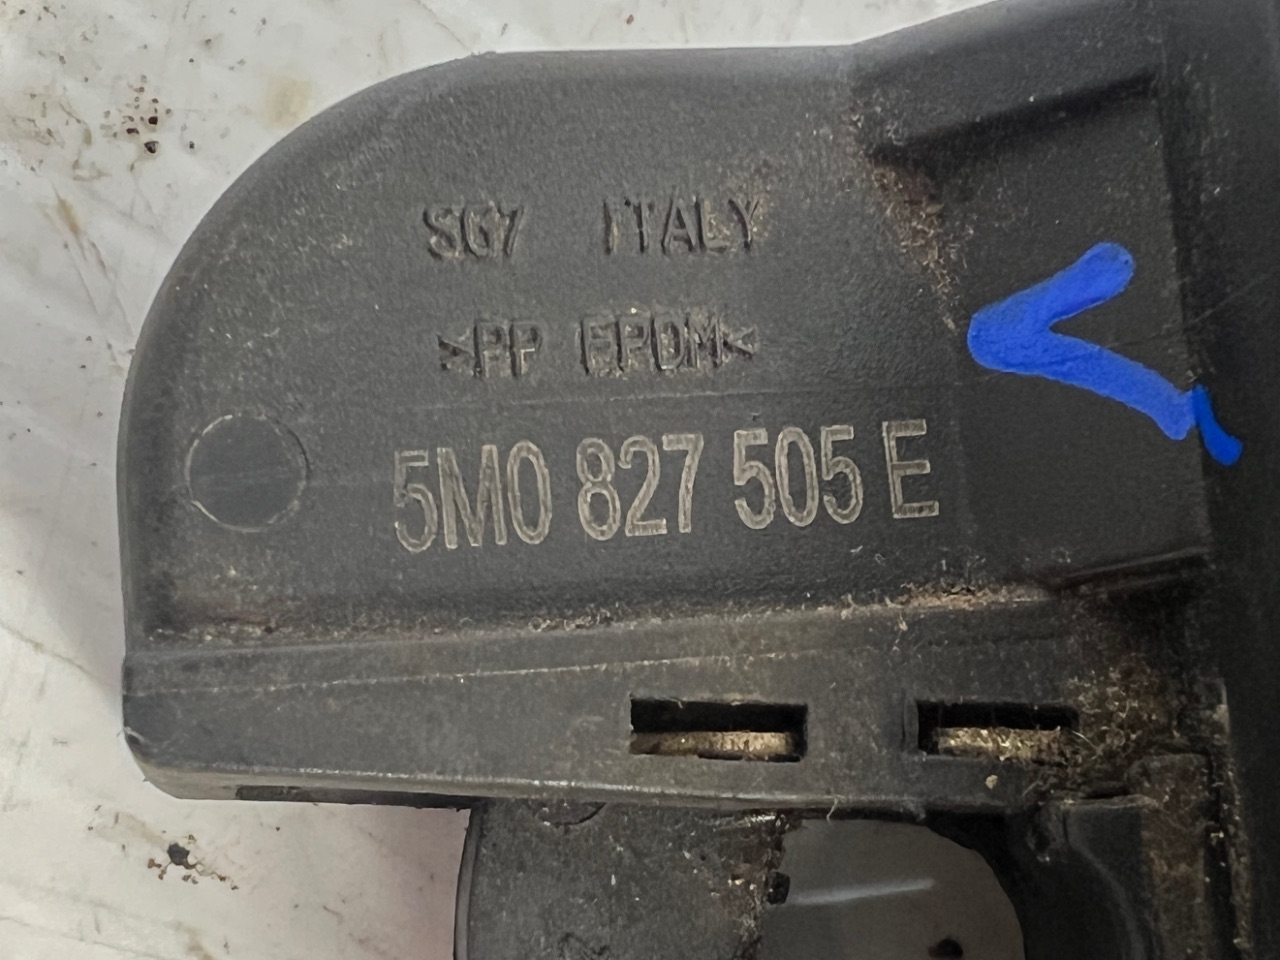 SG7 ITALY
>PP EPDM<
5M0 827 505 E